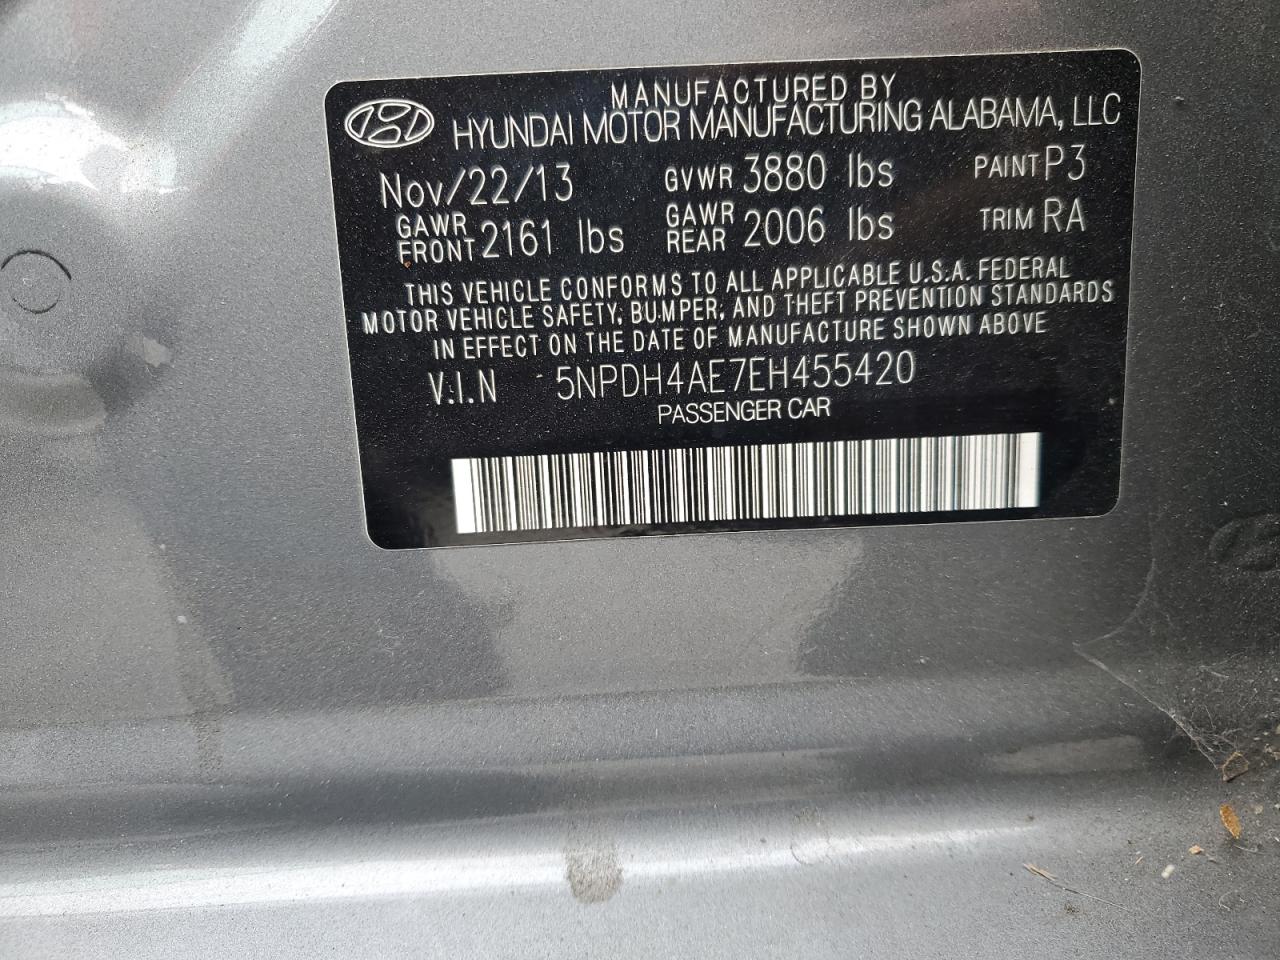 MANUFACTURED BY
HYUNDAI MOTOR MANUFACTURING ALABAMA, LLC
Nov/22/13 GVWR 3880 lbs PAINT P3
GAWR FRONT 2161 lbs GAWR REAR 2006 lbs TRIM RA
THIS VEHICLE CONFORMS TO ALL APPLICABLE U.S.A. FEDERAL
MOTOR VEHICLE SAFETY, BUMPER, AND THEFT PREVENTION STANDARDS
IN EFFECT ON THE DATE OF MANUFACTURE SHOWN ABOVE
V.I.N 5NPDH4AE7EH455420
PASSENGER CAR